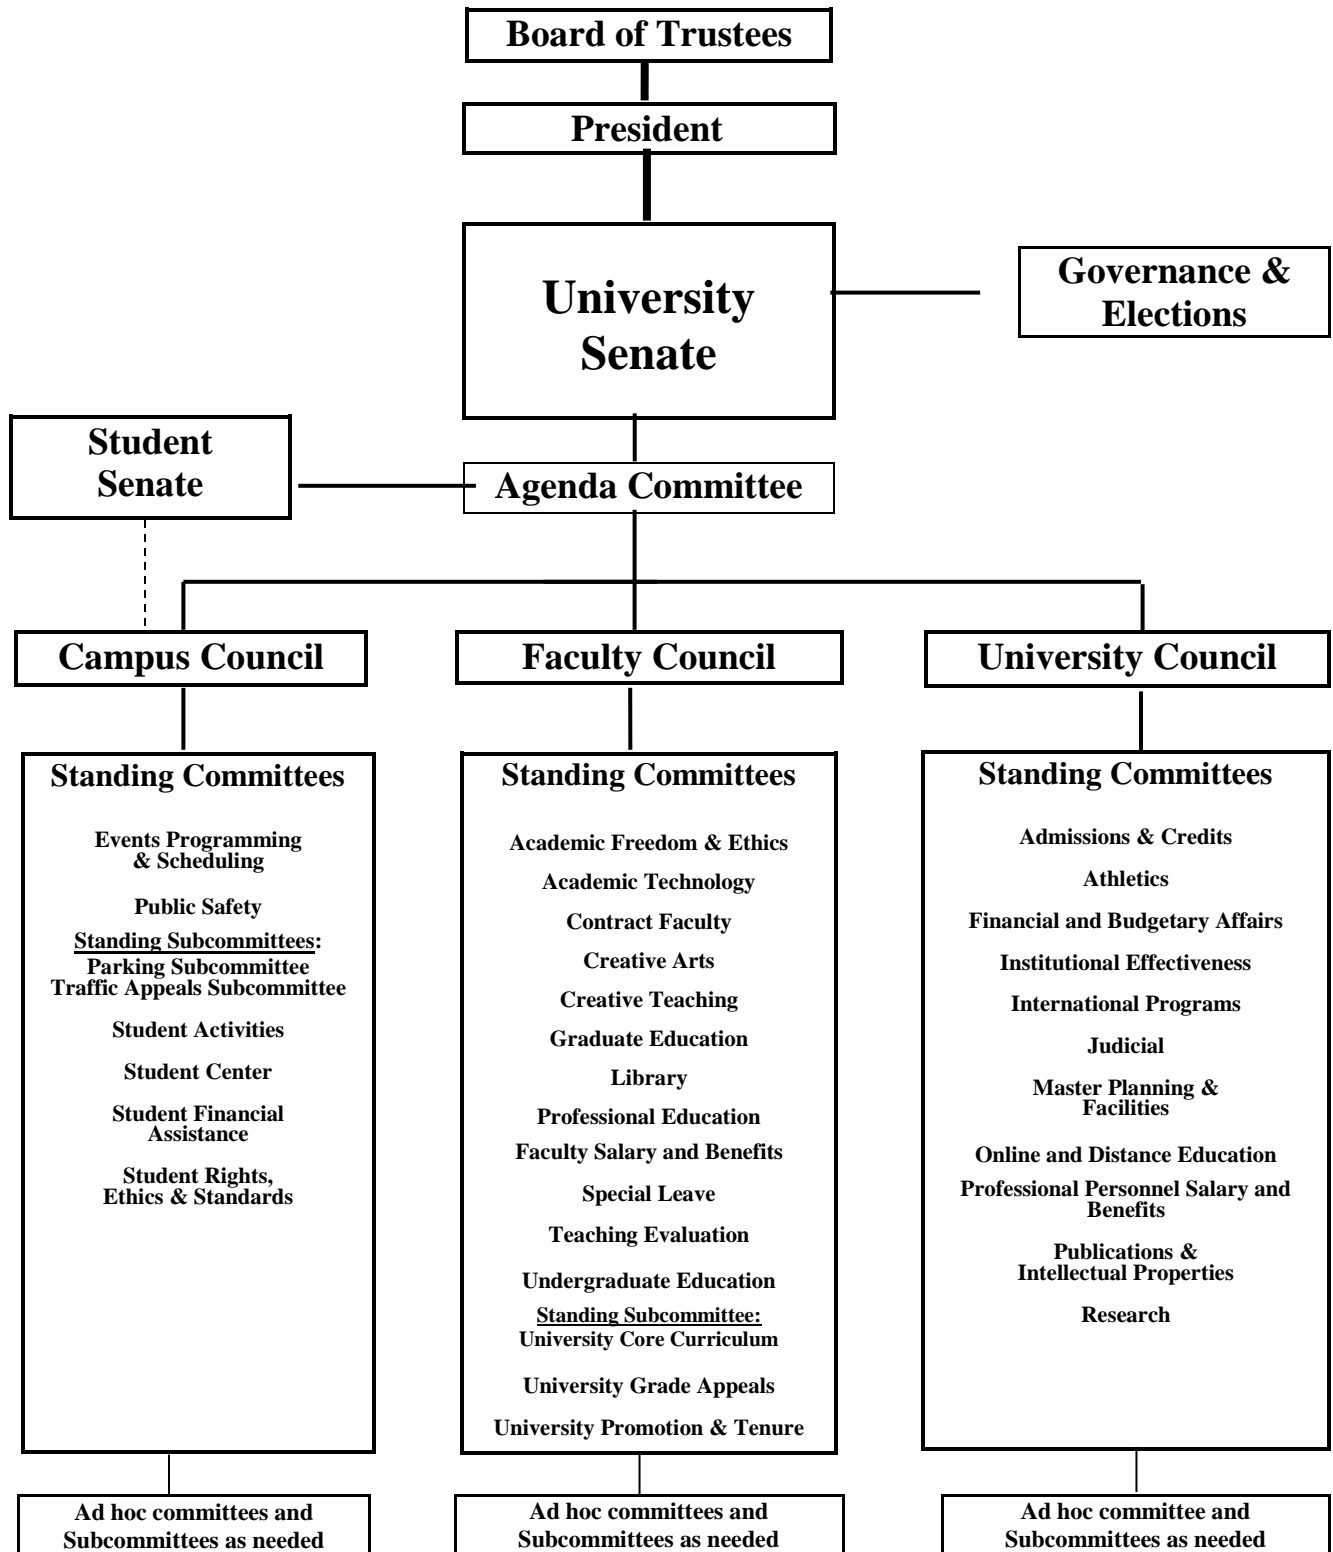 Board of Trustees
President
University
Senate
Governance &
Elections
Student
Senate
Agenda Committee
Campus Council
Faculty Council
University Council
Standing Committees
Events Programming
& Scheduling
Public Safety
Standing Subcommittees:
Parking Subcommittee
Traffic Appeals Subcommittee
Student Activities
Student Center
Student Financial
Assistance
Student Rights,
Ethics & Standards
Standing Committees
Academic Freedom & Ethics
Academic Technology
Contract Faculty
Creative Arts
Creative Teaching
Graduate Education
Library
Professional Education
Faculty Salary and Benefits
Special Leave
Teaching Evaluation
Undergraduate Education
Standing Subcommittee:
University Core Curriculum
University Grade Appeals
University Promotion & Tenure
Standing Committees
Admissions & Credits
Athletics
Financial and Budgetary Affairs
Institutional Effectiveness
International Programs
Judicial
Master Planning &
Facilities
Online and Distance Education
Professional Personnel Salary and
Benefits
Publications &
Intellectual Properties
Research
Ad hoc committees and
Subcommittees as needed
Ad hoc committees and
Subcommittees as needed
Ad hoc committee and
Subcommittees as needed